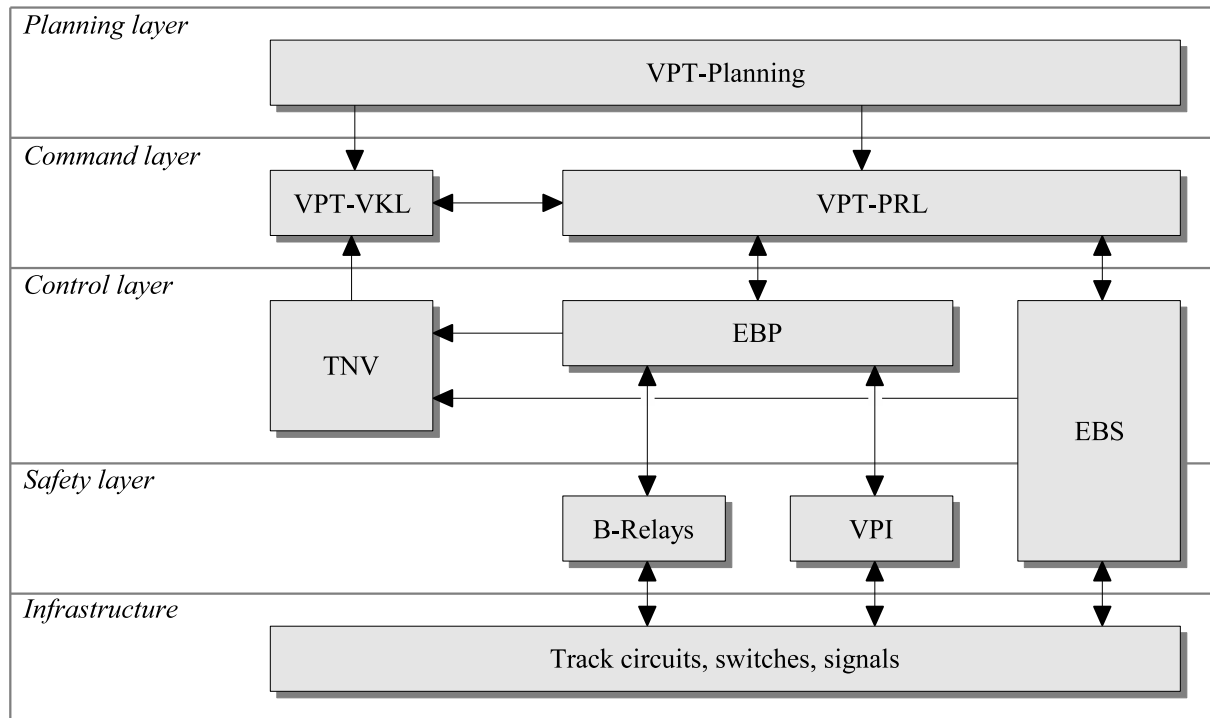 Planning layer
VPT-Planning
Command layer
VPT-VKL
VPT-PRL
Control layer
TNV
EBP
EBS
Safety layer
B-Relays
VPI
Infrastructure
Track circuits, switches, signals